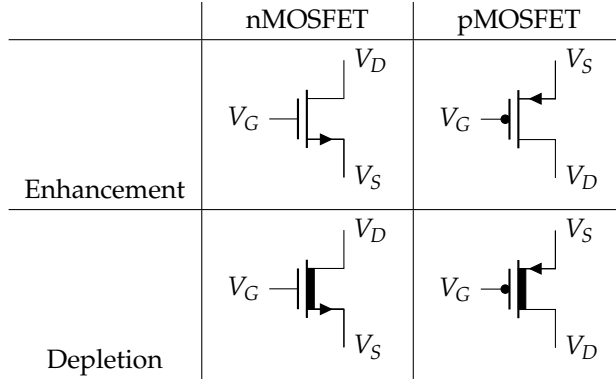 nMOSFET pMOSFET
V_D V_S
V_G V_G
V_S V_D
Enhancement
V_D V_S
V_G V_G
V_S V_D
Depletion